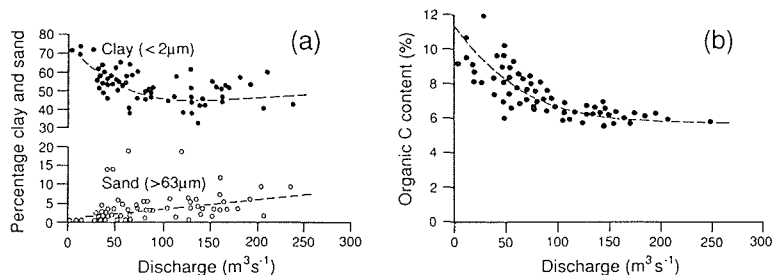 (a)
Percentage clay and sand
80
70
60
50
40
30
20
15
10
5
0
Clay (<2μm)
Sand (>63μm)
0 50 100 150 200 250 300
Discharge (m³s⁻¹)
(b)
Organic C content (%)
12
10
8
6
4
2
0
0 50 100 150 200 250 300
Discharge (m³s⁻¹)